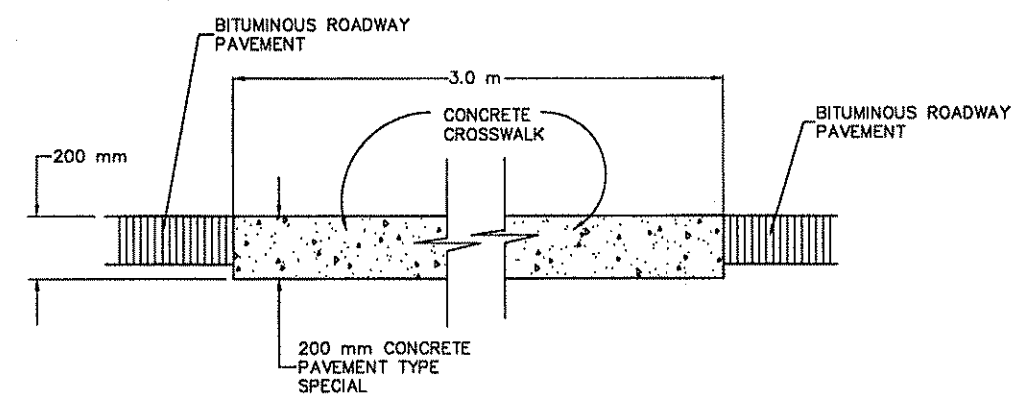 BITUMINOUS ROADWAY
PAVEMENT
3.0 m
CONCRETE
CROSSWALK
BITUMINOUS ROADWAY
PAVEMENT
200 mm
200 mm CONCRETE
PAVEMENT TYPE
SPECIAL